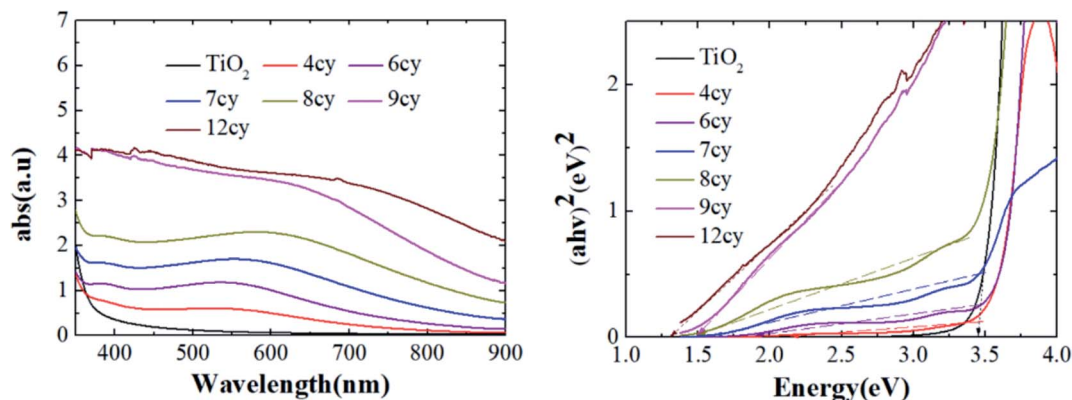 7
6
5
4
3
2
1
0
abs(a.u)
TiO₂ 4cy 6cy
7cy 8cy 9cy
12cy
400 500 600 700 800 900
Wavelength(nm)
2
1
0
(ahv)²(eV)²
TiO₂
4cy
6cy
7cy
8cy
9cy
12cy
1.0 1.5 2.0 2.5 3.0 3.5 4.0
Energy(eV)